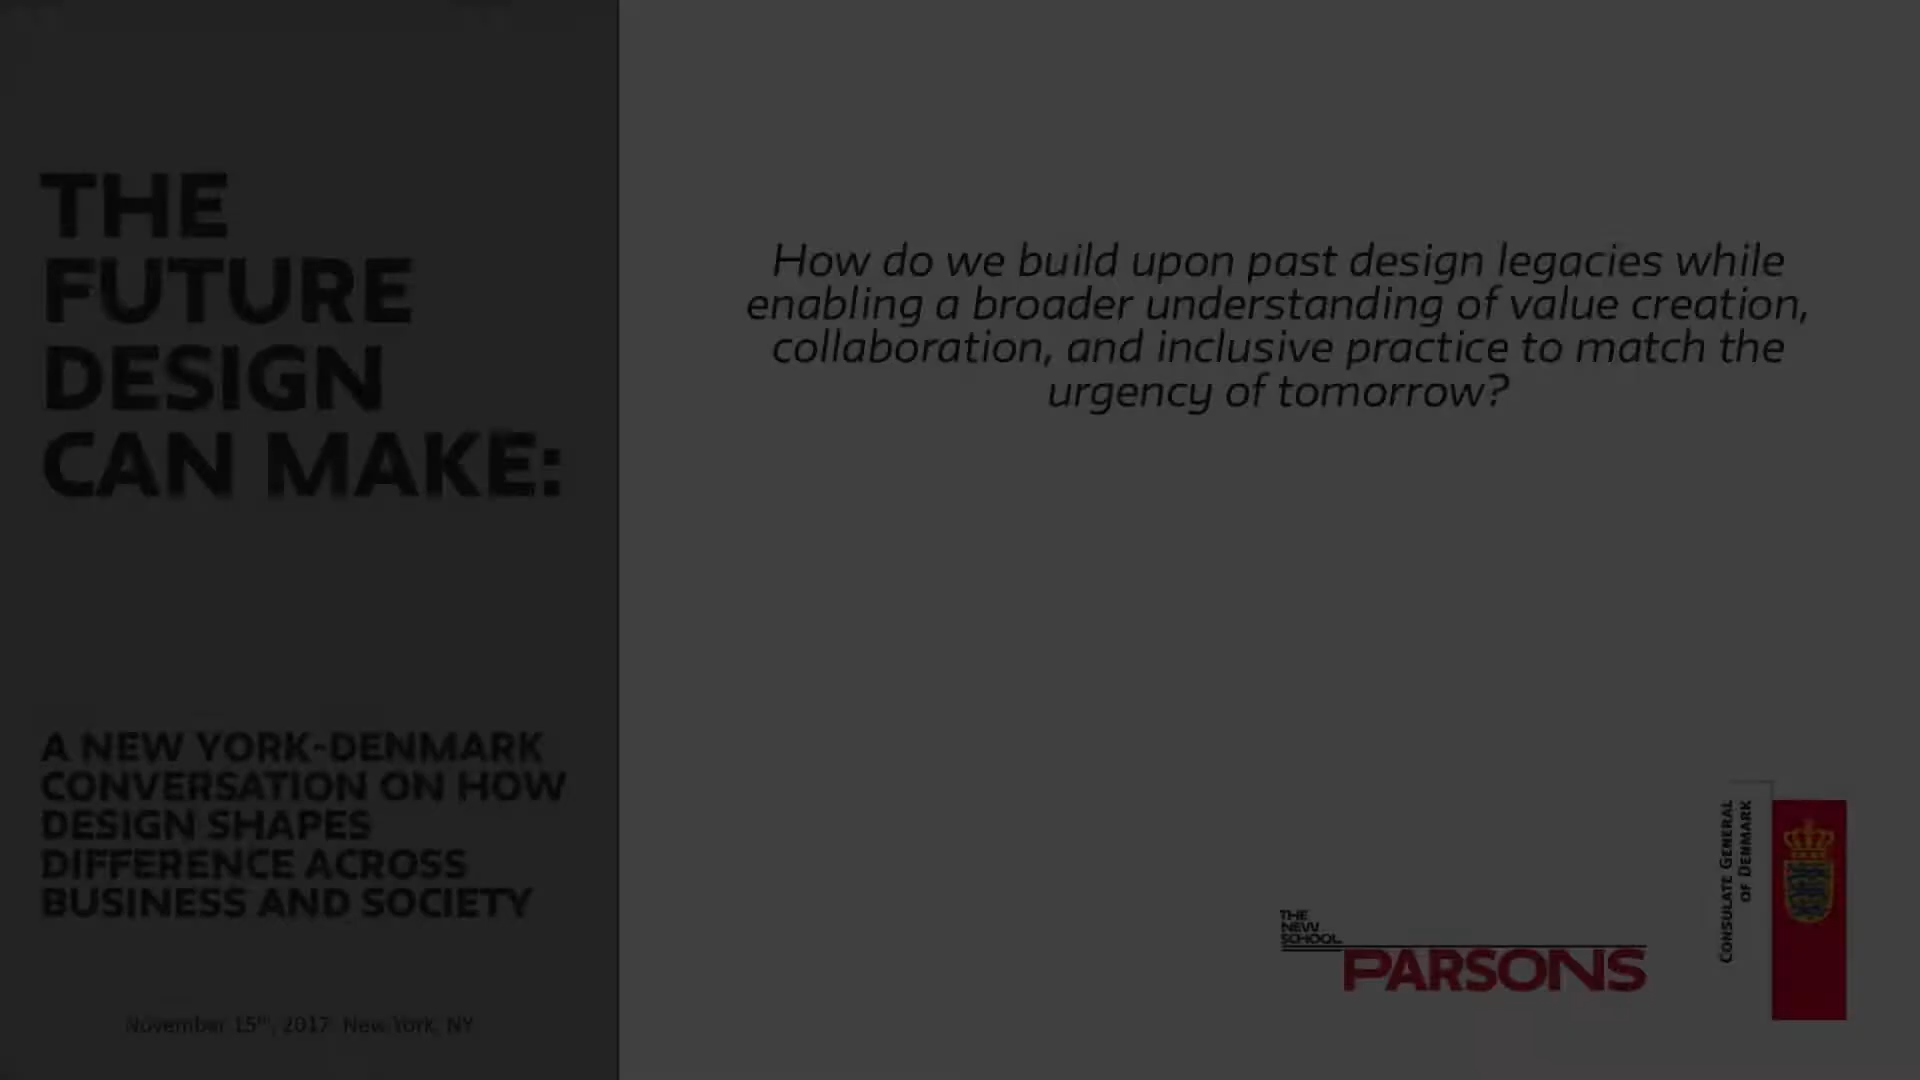 THE
FUTURE
DESIGN
CAN MAKE:
A NEW YORK-DENMARK
CONVERSATION ON HOW
DESIGN SHAPES
DIFFERENCE ACROSS
BUSINESS AND SOCIETY
November 15th, 2017 New York, NY
How do we build upon past design legacies while
enabling a broader understanding of value creation,
collaboration, and inclusive practice to match the
urgency of tomorrow?
THE
NEW
SCHOOL
PARSONS
CONSULATE GENERAL
OF DENMARK